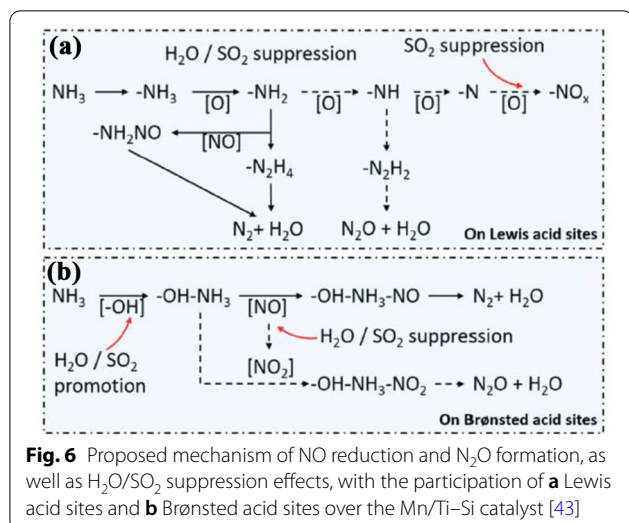 (a)
H₂O / SO₂ suppression
SO₂ suppression
NH₃ → -NH₃ → -NH₂ ⇢ -NH ⇢ -N ⇢ -NOₓ
[O] [O] [O] [O]
-NH₂NO
[NO]
-N₂H₄ -N₂H₂
N₂+ H₂O N₂O + H₂O
On Lewis acid sites
(b)
NH₃ → -OH-NH₃ → -OH-NH₃-NO → N₂+ H₂O
[-OH] [NO]
H₂O / SO₂ suppression
H₂O / SO₂
promotion
[NO₂]
-OH-NH₃-NO₂ ⇢ N₂O + H₂O
On Brønsted acid sites
Fig. 6 Proposed mechanism of NO reduction and N₂O formation, as
well as H₂O/SO₂ suppression effects, with the participation of a Lewis
acid sites and b Brønsted acid sites over the Mn/Ti–Si catalyst [43]